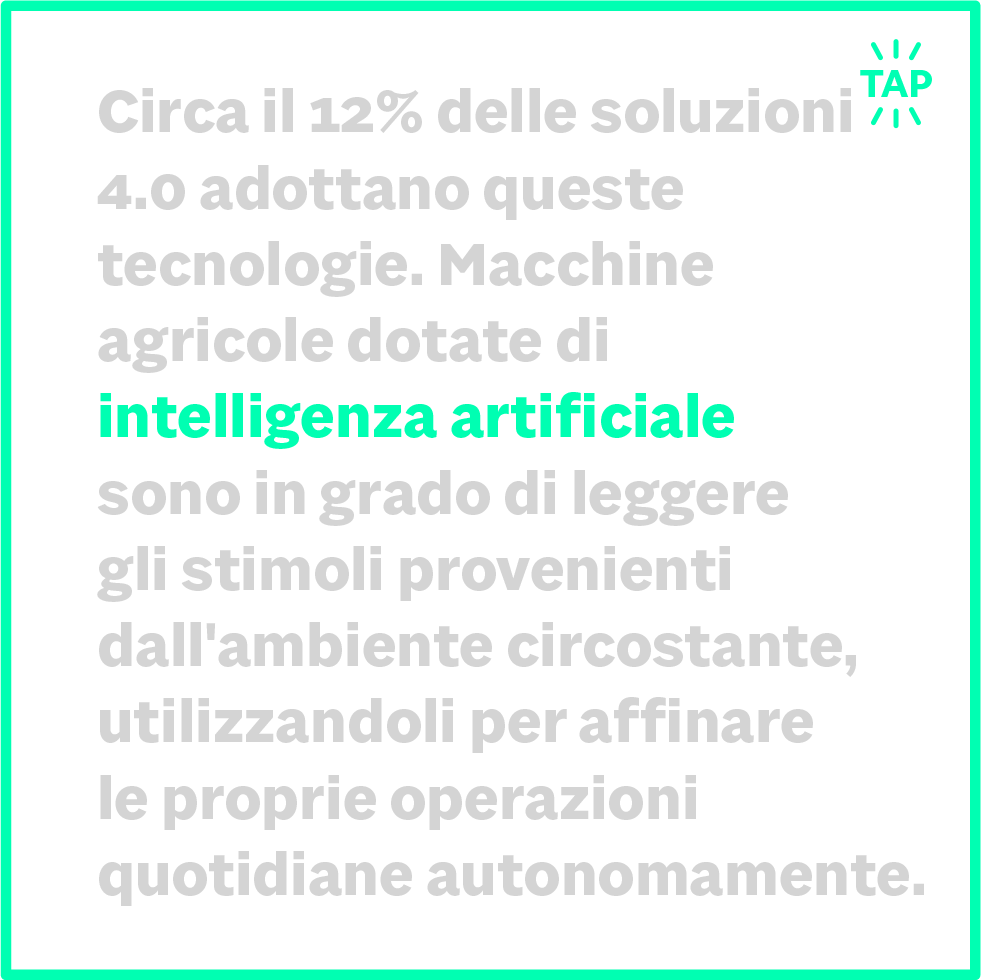 TAP
Circa il 12% delle soluzioni
4.0 adottano queste
tecnologie. Macchine
agricole dotate di
intelligenza artificiale
sono in grado di leggere
gli stimoli provenienti
dall'ambiente circostante,
utilizzandoli per affinare
le proprie operazioni
quotidiane autonomamente.